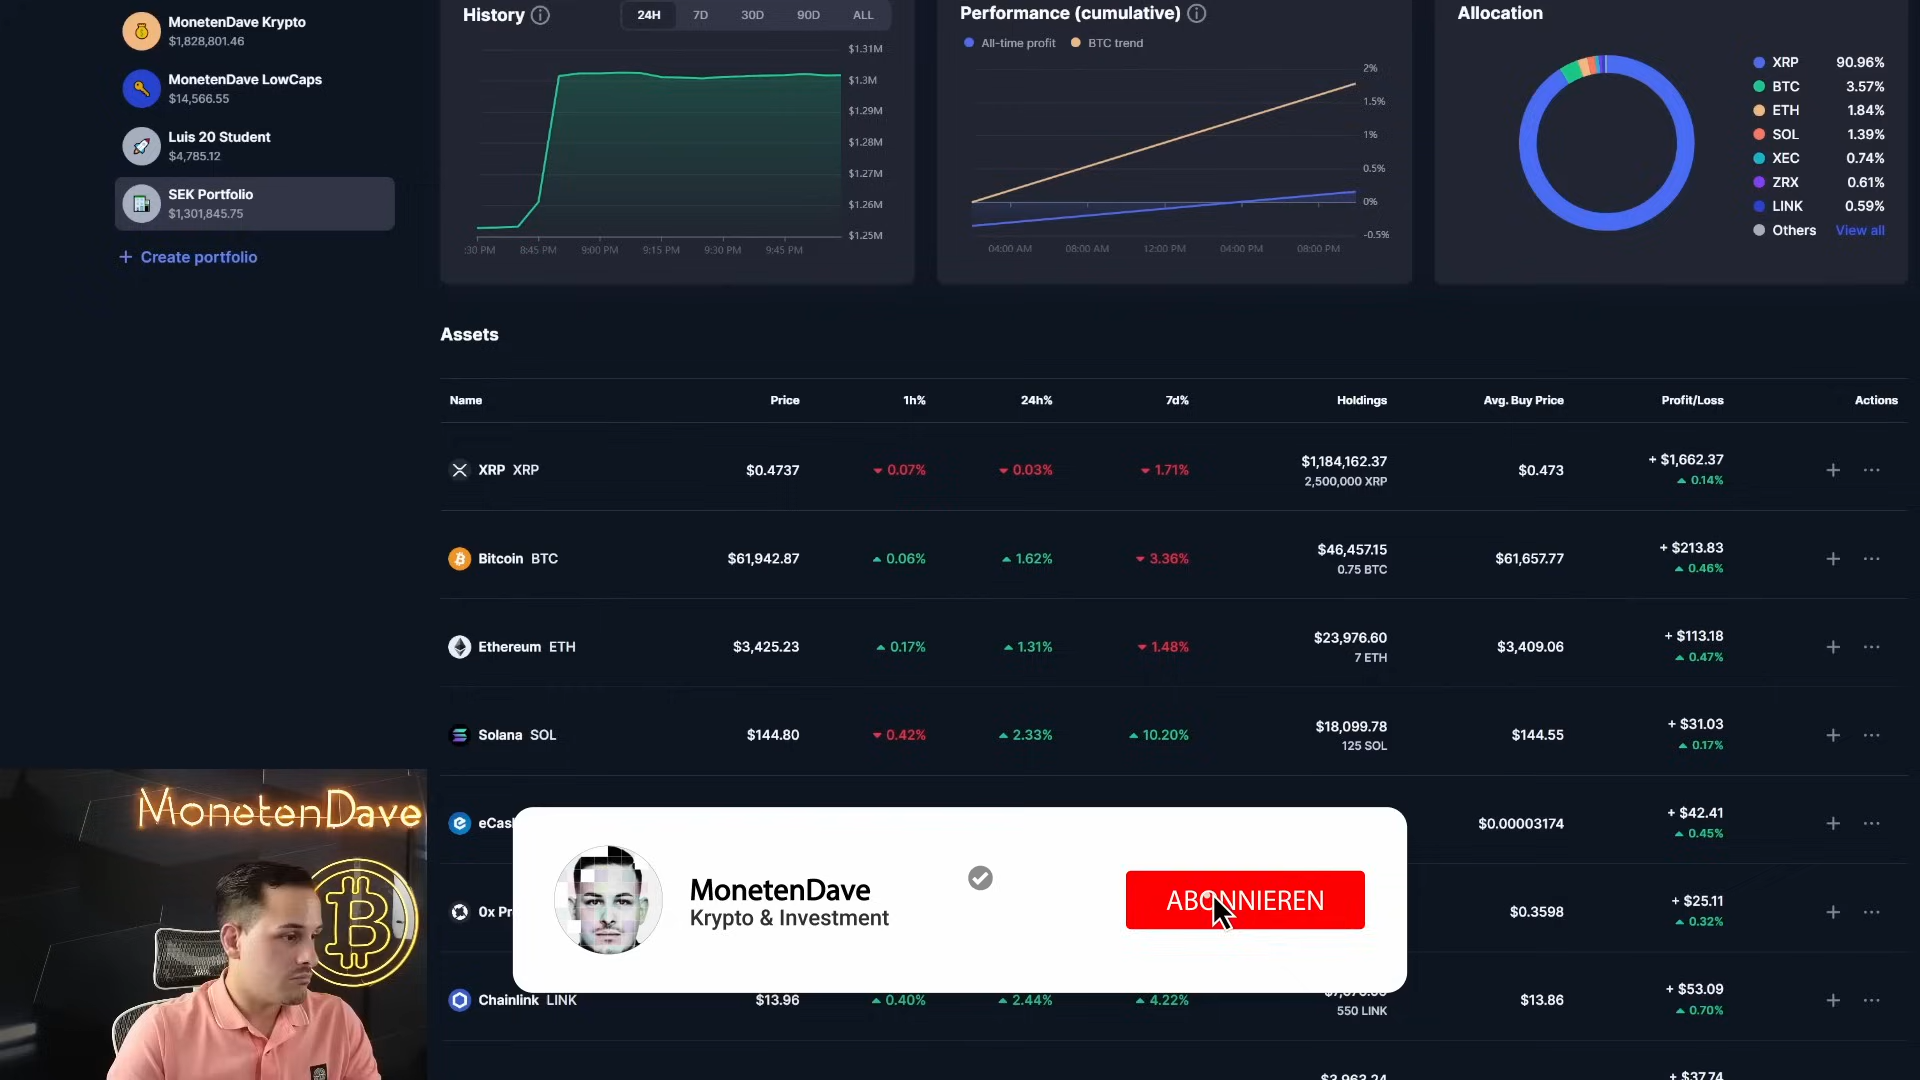 MonetenDave Krypto
$1,828,801.46
MonetenDave LowCaps
$14,566.55
Luis 20 Student
$4,785.12
SEK Portfolio
$1,301,845.75
+ Create portfolio
History
24H 7D 30D 90D ALL
$1.31M
$1.3M
$1.29M
$1.28M
$1.27M
$1.26M
$1.25M
:30 PM 8:45 PM 9:00 PM 9:15 PM 9:30 PM 9:45 PM
Performance (cumulative)
All-time profit BTC trend
2%
1.5%
1%
0.5%
0%
-0.5%
04:00 AM 08:00 AM 12:00 PM 04:00 PM 08:00 PM
Allocation
XRP 90.96%
BTC 3.57%
ETH 1.84%
SOL 1.39%
XEC 0.74%
ZRX 0.61%
LINK 0.59%
Others View all
Assets
Name Price 1h% 24h% 7d% Holdings Avg. Buy Price Profit/Loss Actions
XRP XRP $0.4737 0.07% 0.03% 1.71% $1,184,162.37 $0.473 + $1,662.37
2,500,000 XRP 0.14%
Bitcoin BTC $61,942.87 0.06% 1.62% 3.36% $46,457.15 $61,657.77 + $213.83
0.75 BTC 0.46%
Ethereum ETH $3,425.23 0.17% 1.31% 1.48% $23,976.60 $3,409.06 + $113.18
7 ETH 0.47%
Solana SOL $144.80 0.42% 2.33% 10.20% $18,099.78 $144.55 + $31.03
125 SOL 0.17%
eCas $0.00003174 + $42.41
0.45%
0x Pr $0.3598 + $25.11
0.32%
Chainlink LINK $13.96 0.40% 2.44% 4.22% $13.86 + $53.09
550 LINK 0.70%
+ $37.74
MonetenDave
MonetenDave
Krypto & Investment
ABONNIEREN